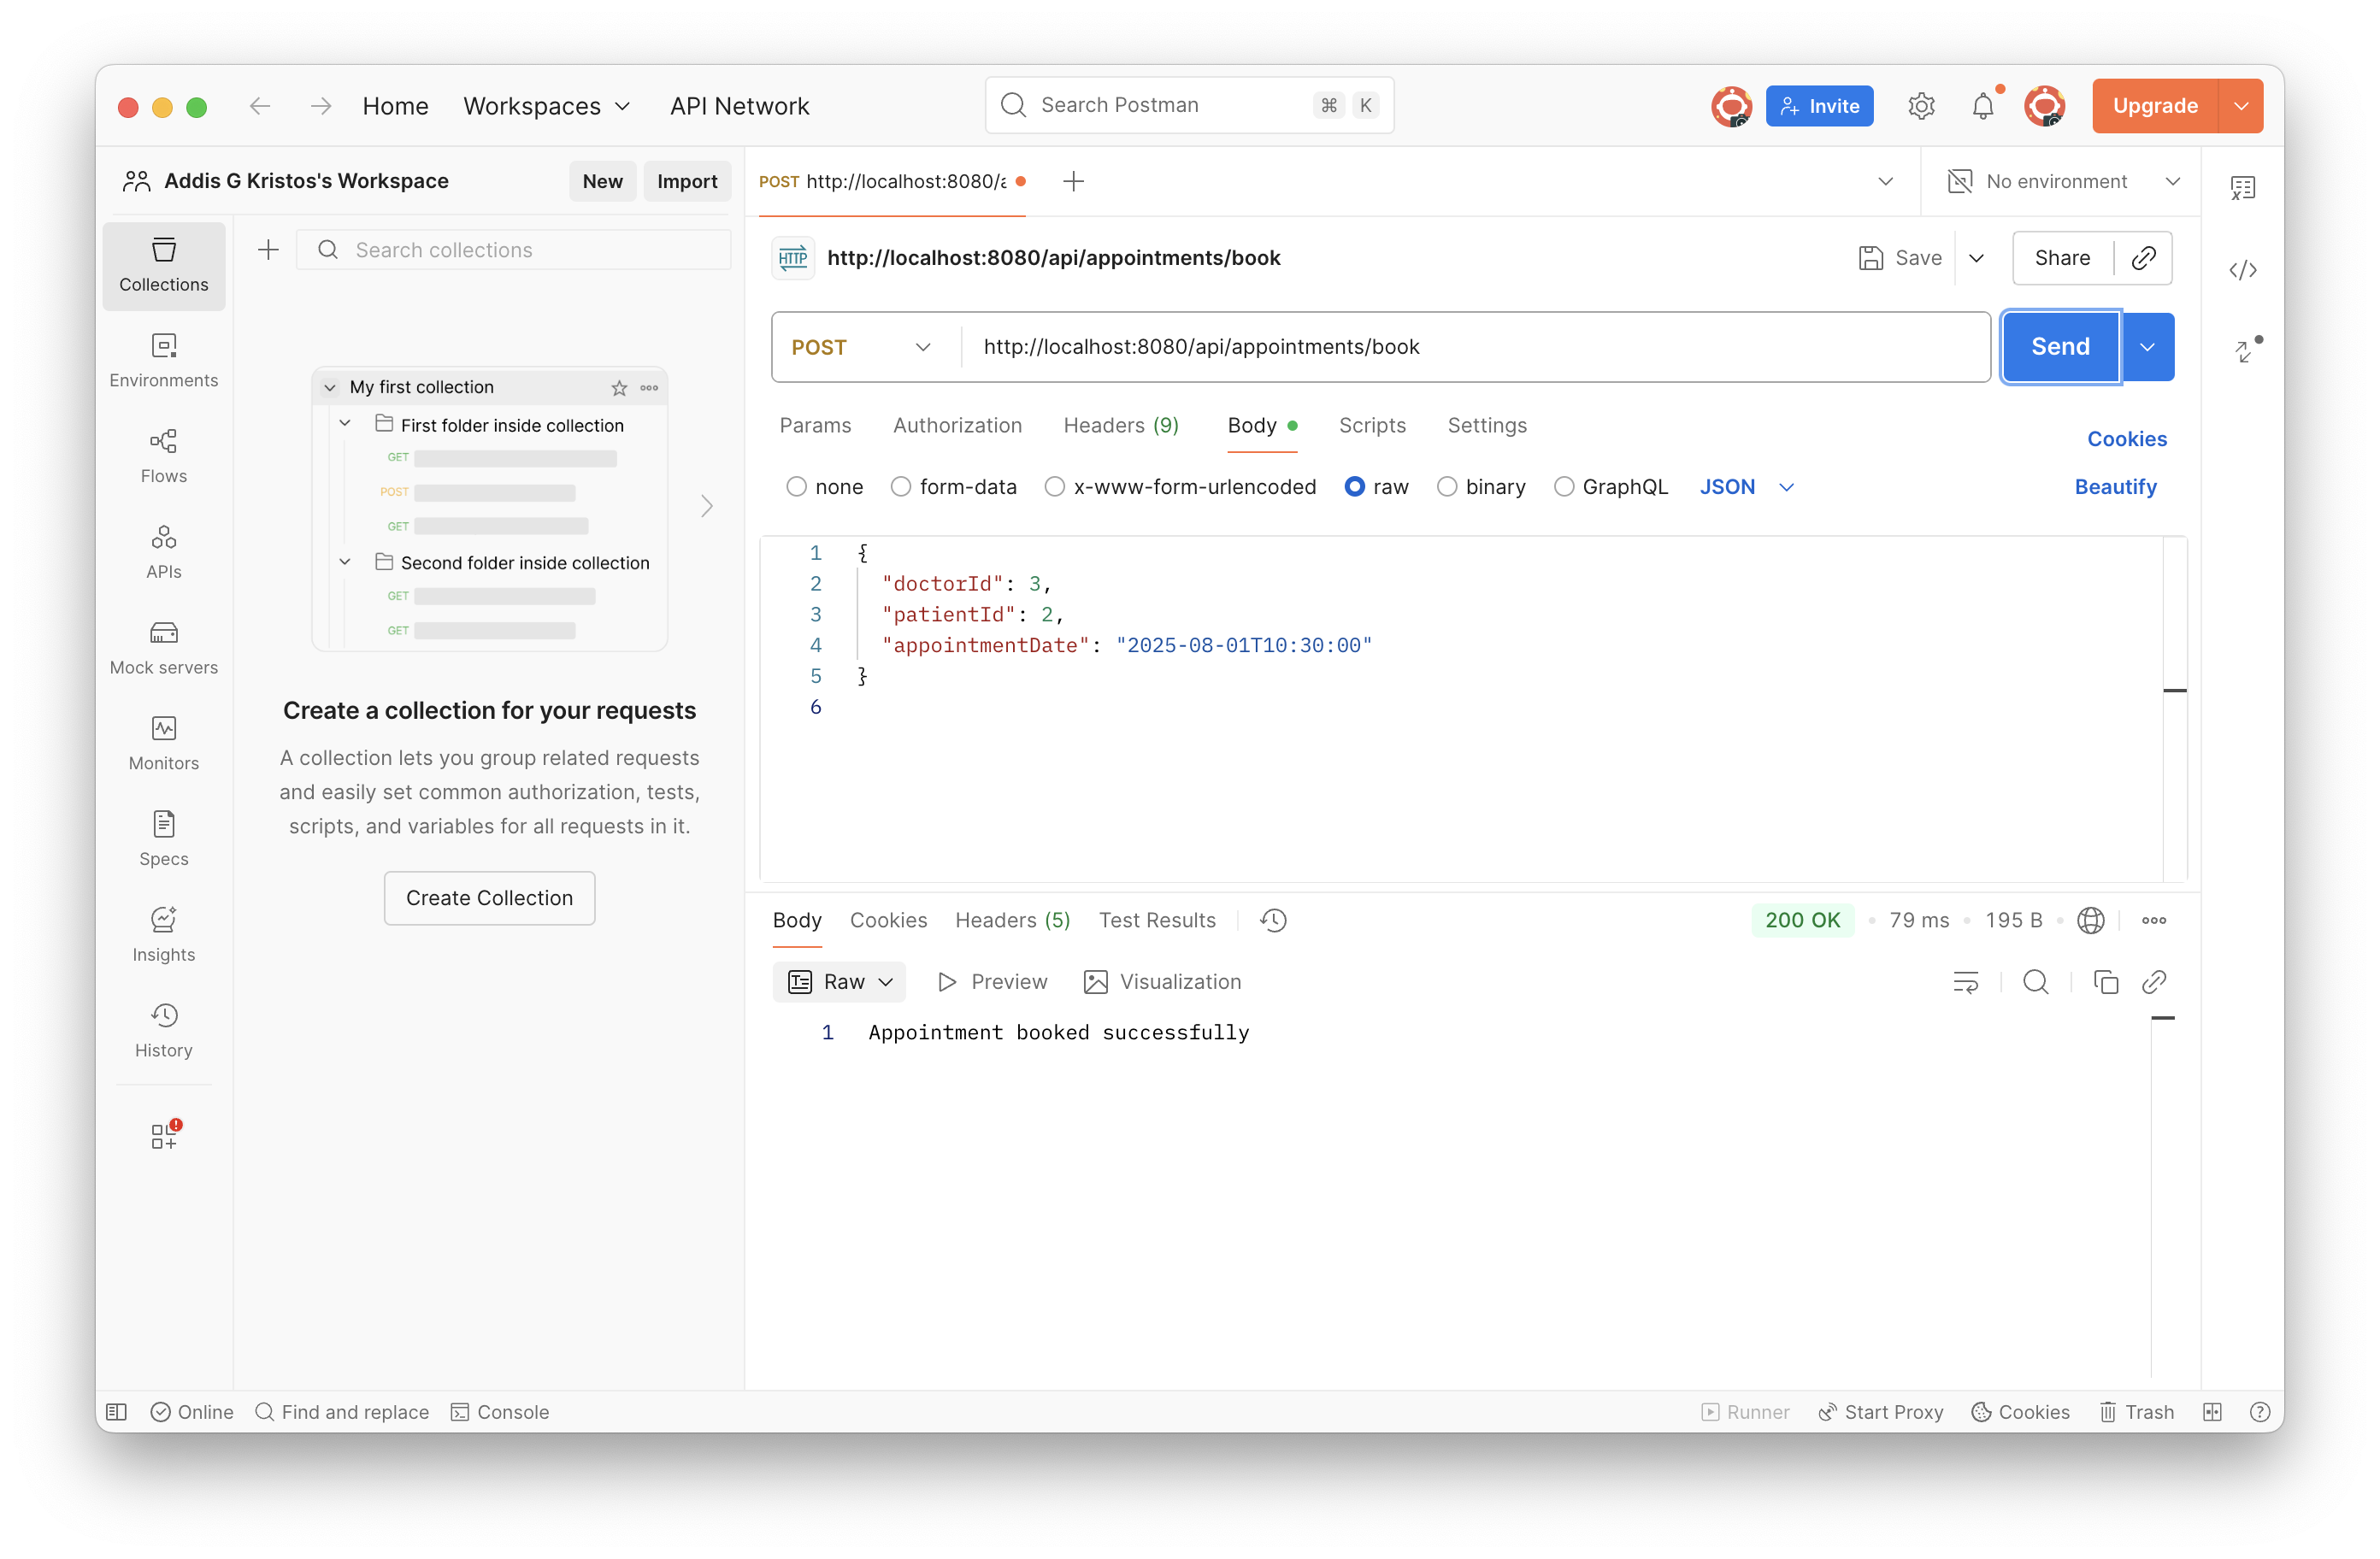 Home
Workspaces
API Network
Search Postman
⌘ K
Invite
Upgrade
Addis G Kristos's Workspace
New
Import
POST http://localhost:8080/a
No environment
Collections
Environments
Flows
APIs
Mock servers
Monitors
Specs
Insights
History
Search collections
My first collection
First folder inside collection
GET
POST
GET
Second folder inside collection
GET
GET
Create a collection for your requests
A collection lets you group related requests
and easily set common authorization, tests,
scripts, and variables for all requests in it.
Create Collection
HTTP
http://localhost:8080/api/appointments/book
Save
Share
POST
http://localhost:8080/api/appointments/book
Send
Params
Authorization
Headers (9)
Body
Scripts
Settings
Cookies
none
form-data
x-www-form-urlencoded
raw
binary
GraphQL
JSON
Beautify
1 {
2 "doctorId": 3,
3 "patientId": 2,
4 "appointmentDate": "2025-08-01T10:30:00"
5 }
6
Body
Cookies
Headers (5)
Test Results
200 OK
79 ms
195 B
Raw
Preview
Visualization
1 Appointment booked successfully
Online
Find and replace
Console
Runner
Start Proxy
Cookies
Trash